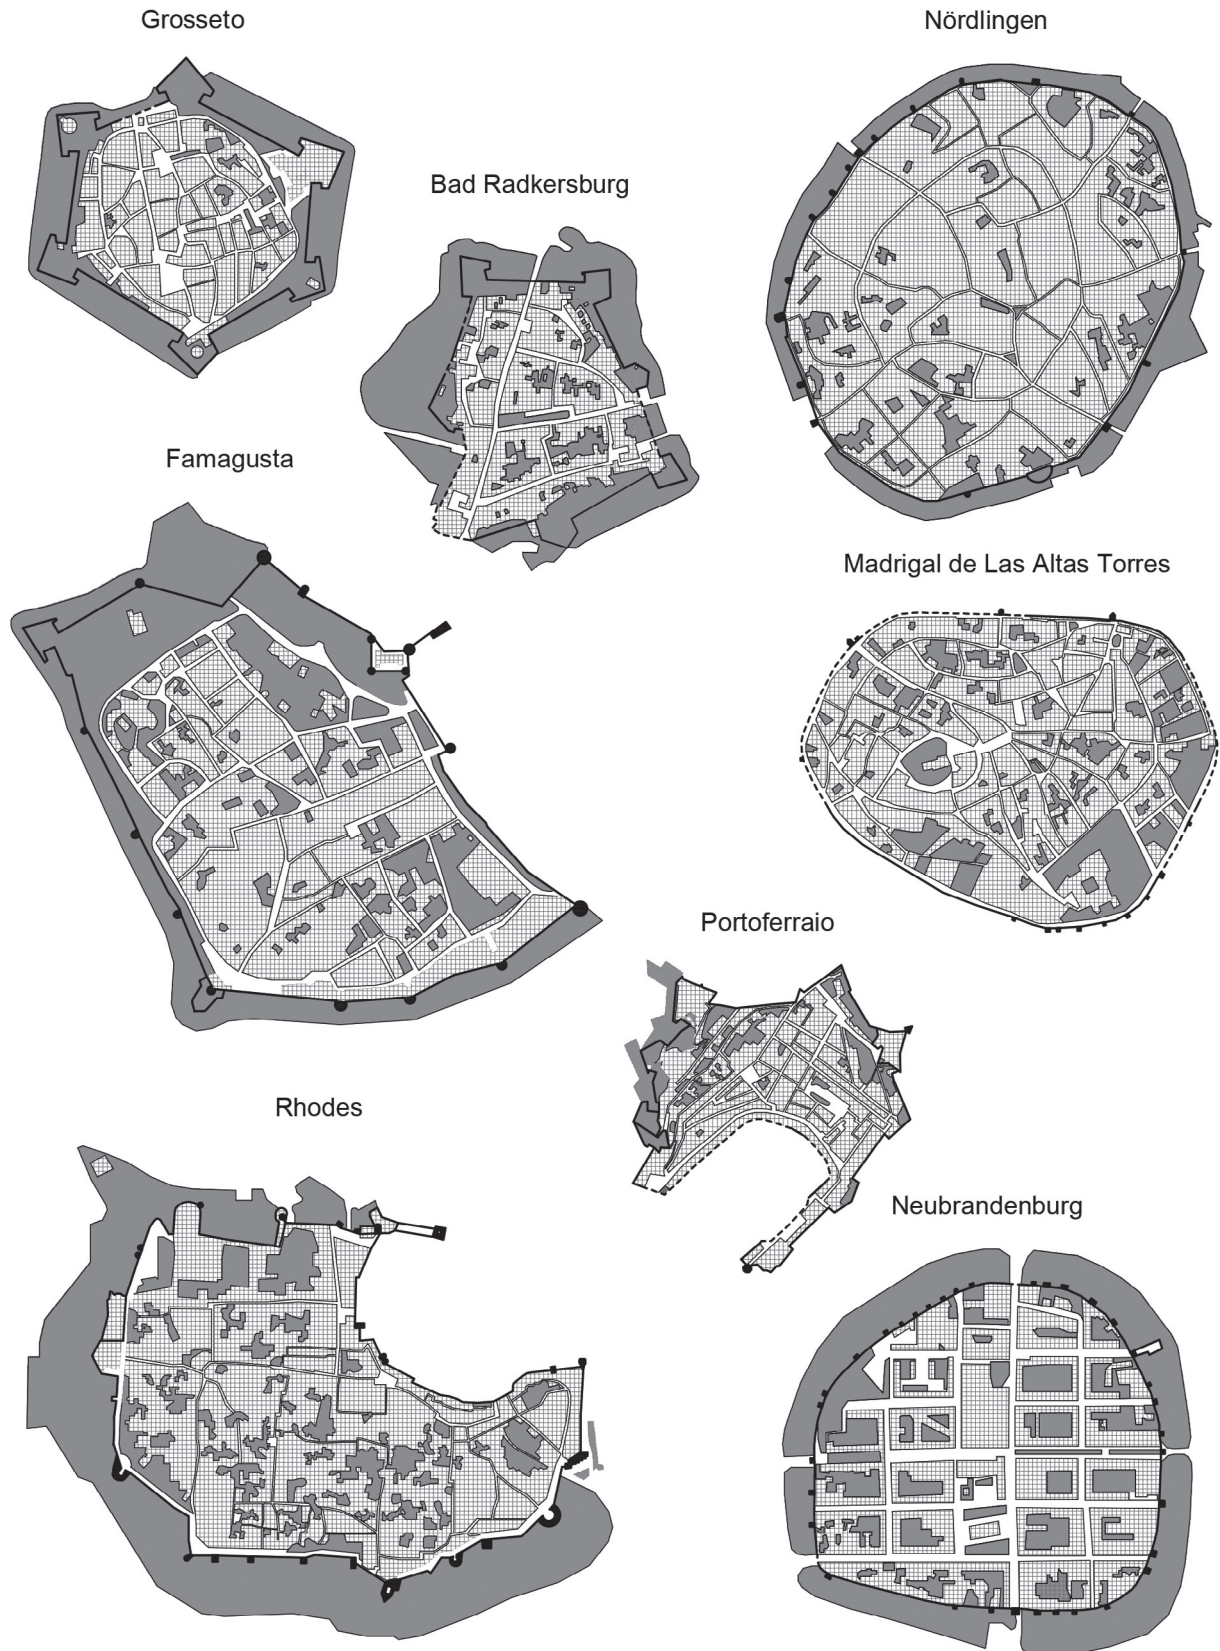 Grosseto
Nördlingen
Bad Radkersburg
Famagusta
Madrigal de Las Altas Torres
Portoferraio
Rhodes
Neubrandenburg